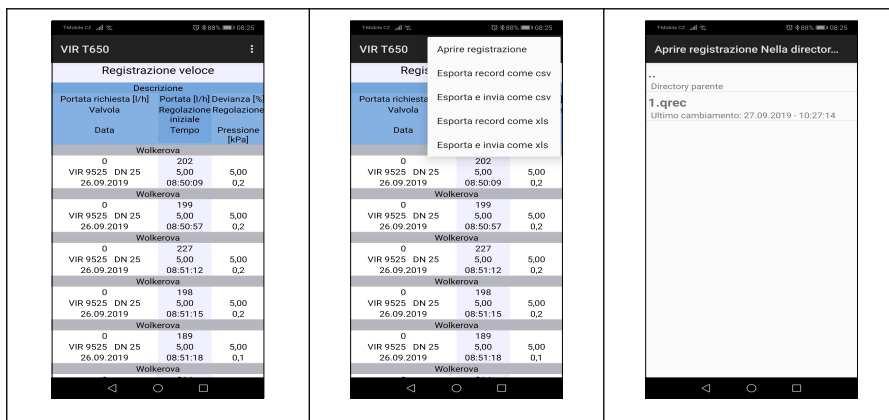 T-Mobile CZ 88% 08:25
VIR T650
Registrazione veloce
Descrizione
Portata richiesta [l/h] Portata [l/h] Devianza [%]
Valvola Regolazione Regolazione
iniziale
Data Tempo Pressione
[kPa]
Wolkerova
0 202
VIR 9525 DN 25 5,00 5,00
26.09.2019 08:50:09 0,2
Wolkerova
0 199
VIR 9525 DN 25 5,00 5,00
26.09.2019 08:50:57 0,2
Wolkerova
0 227
VIR 9525 DN 25 5,00 5,00
26.09.2019 08:51:12 0,2
Wolkerova
0 198
VIR 9525 DN 25 5,00 5,00
26.09.2019 08:51:15 0,2
Wolkerova
0 189
VIR 9525 DN 25 5,00 5,00
26.09.2019 08:51:18 0,1
Wolkerova
T-Mobile CZ 88% 08:25
VIR T650
Aprire registrazione
Esporta record come csv
Esporta e invia come csv
Esporta record come xls
Esporta e invia come xls
Regis
Portata richiesta
Valvola
Data
Wolkerova
0 202
VIR 9525 DN 25 5,00 5,00
26.09.2019 08:50:09 0,2
Wolkerova
0 199
VIR 9525 DN 25 5,00 5,00
26.09.2019 08:50:57 0,2
Wolkerova
0 227
VIR 9525 DN 25 5,00 5,00
26.09.2019 08:51:12 0,2
Wolkerova
0 198
VIR 9525 DN 25 5,00 5,00
26.09.2019 08:51:15 0,2
Wolkerova
0 189
VIR 9525 DN 25 5,00 5,00
26.09.2019 08:51:18 0,1
Wolkerova
T-Mobile CZ 88% 08:25
Aprire registrazione Nella director...
..
Directory parente
1.qrec
Ultimo cambiamento: 27.09.2019 - 10:27:14